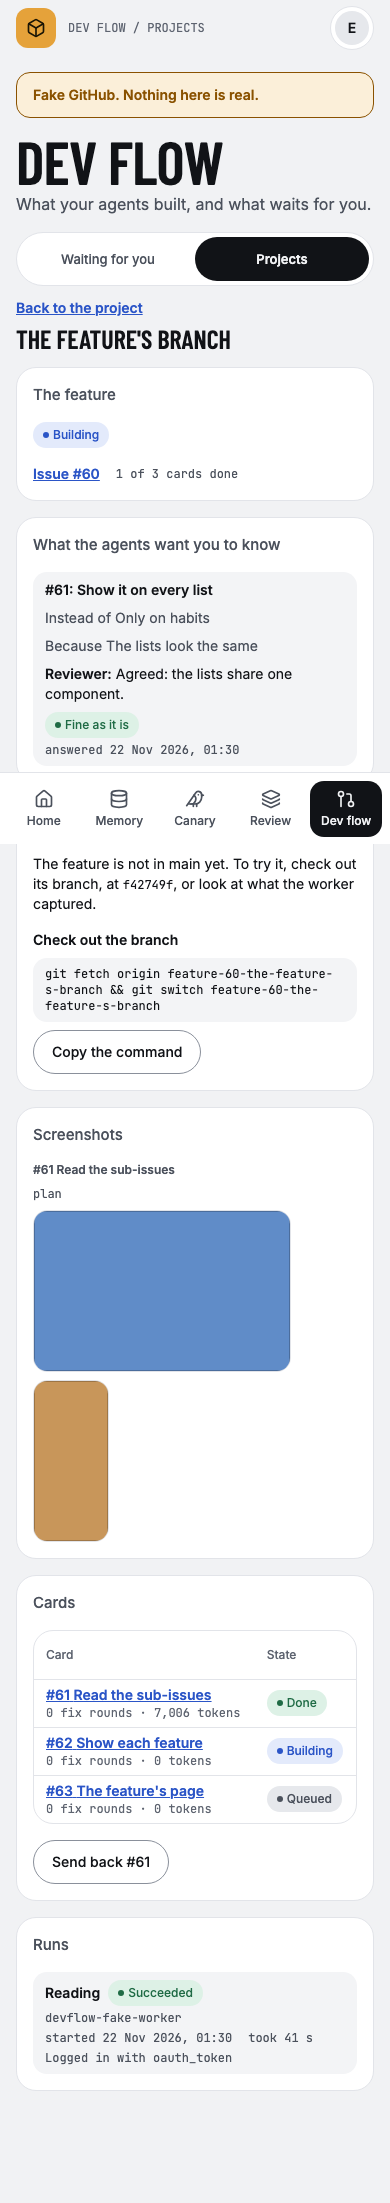 DEV FLOW / PROJECTS
E
Fake GitHub. Nothing here is real.
DEV FLOW
What your agents built, and what waits for you.
Waiting for you
Projects
Back to the project
THE FEATURE'S BRANCH
The feature
Building
Issue #60 1 of 3 cards done
What the agents want you to know
#61: Show it on every list
Instead of Only on habits
Because The lists look the same
Reviewer: Agreed: the lists share one
component.
Fine as it is
answered 22 Nov 2026, 01:30
Home
Memory
Canary
Review
Dev flow
The feature is not in main yet. To try it, check out
its branch, at f42749f, or look at what the worker
captured.
Check out the branch
git fetch origin feature-60-the-feature-
s-branch && git switch feature-60-the-
feature-s-branch
Copy the command
Screenshots
#61 Read the sub-issues
plan
Cards
Card State
#61 Read the sub-issues
0 fix rounds · 7,006 tokens
Done
#62 Show each feature
0 fix rounds · 0 tokens
Building
#63 The feature's page
0 fix rounds · 0 tokens
Queued
Send back #61
Runs
Reading Succeeded
devflow-fake-worker
started 22 Nov 2026, 01:30 took 41 s
Logged in with oauth_token